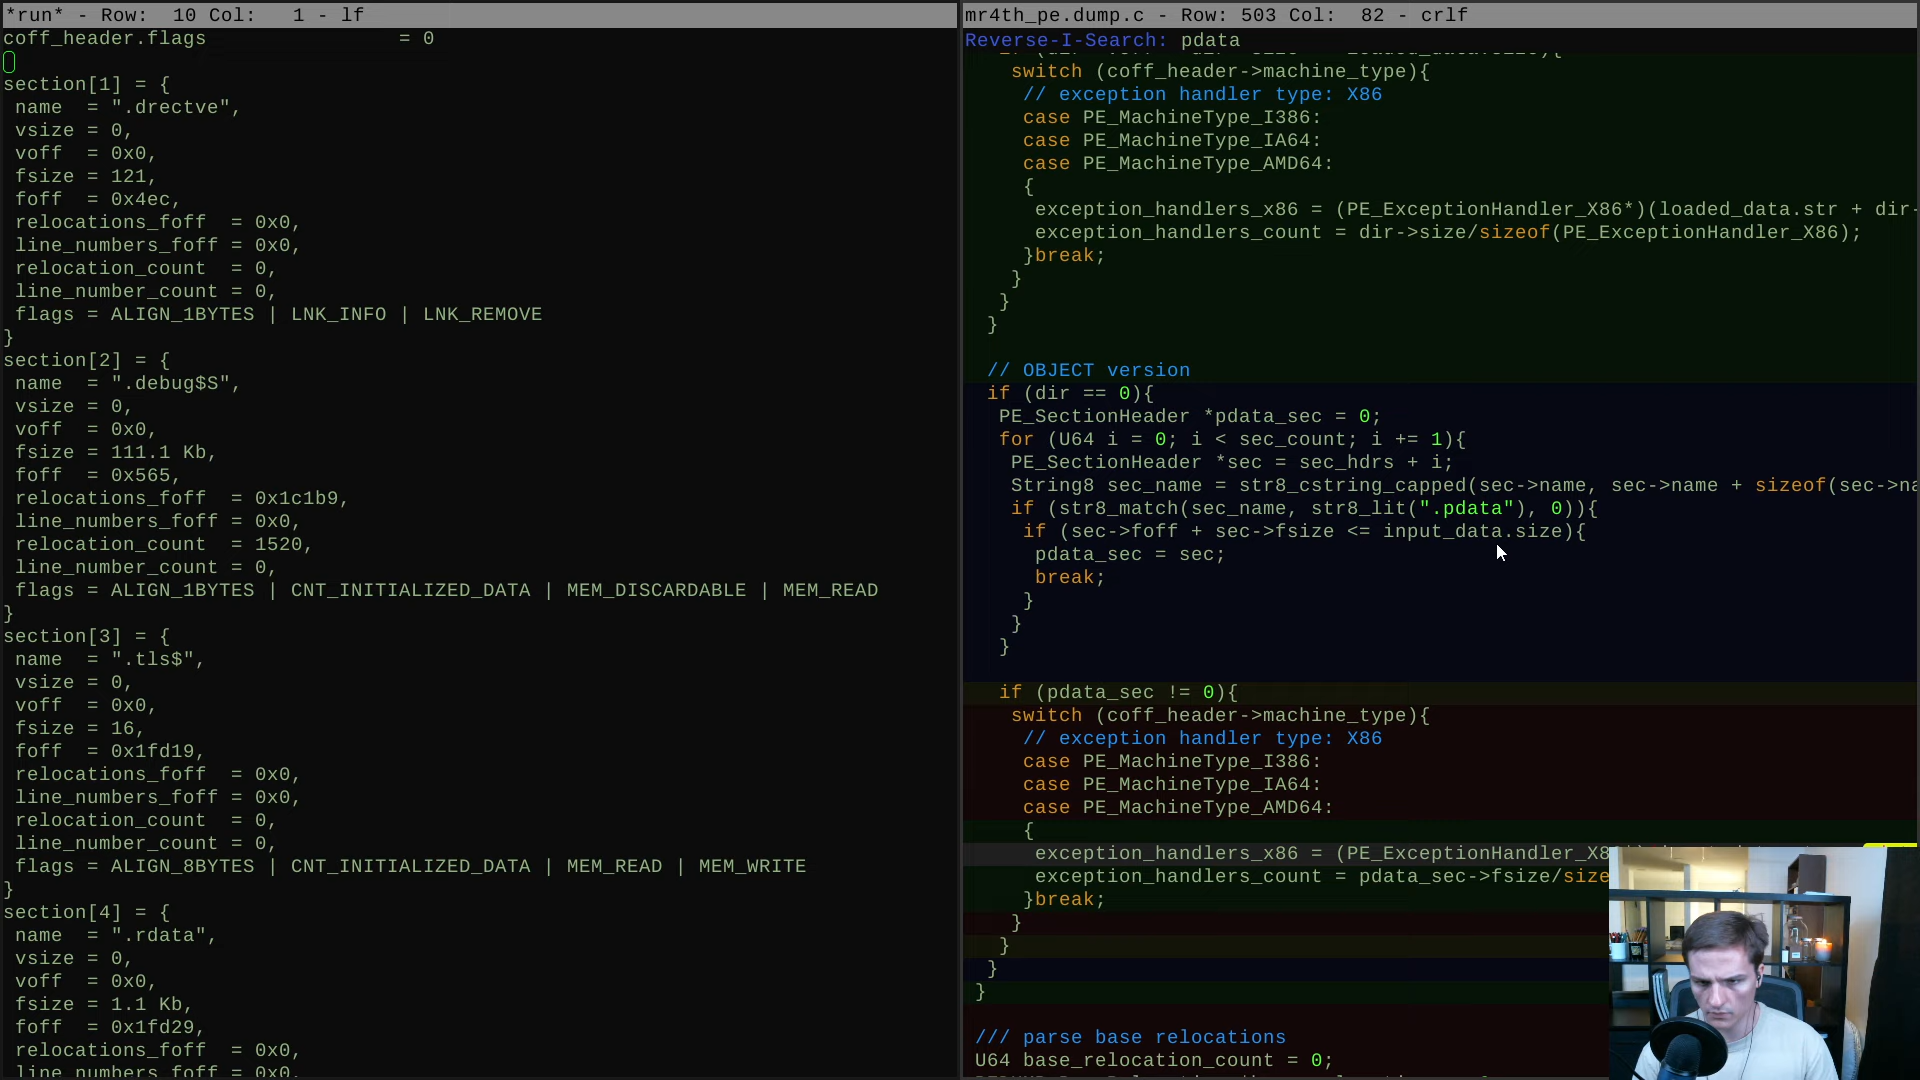 *run* - Row:  10 Col:   1 - lf
coff_header.flags                = 0
section[1] = {
 name  = ".drectve",
 vsize = 0,
 voff  = 0x0,
 fsize = 121,
 foff  = 0x4ec,
 relocations_foff  = 0x0,
 line_numbers_foff = 0x0,
 relocation_count  = 0,
 line_number_count = 0,
 flags = ALIGN_1BYTES | LNK_INFO | LNK_REMOVE
}
section[2] = {
 name  = ".debug$S",
 vsize = 0,
 voff  = 0x0,
 fsize = 111.1 Kb,
 foff  = 0x565,
 relocations_foff  = 0x1c1b9,
 line_numbers_foff = 0x0,
 relocation_count  = 1520,
 line_number_count = 0,
 flags = ALIGN_1BYTES | CNT_INITIALIZED_DATA | MEM_DISCARDABLE | MEM_READ
}
section[3] = {
 name  = ".tls$",
 vsize = 0,
 voff  = 0x0,
 fsize = 16,
 foff  = 0x1fd19,
 relocations_foff  = 0x0,
 line_numbers_foff = 0x0,
 relocation_count  = 0,
 line_number_count = 0,
 flags = ALIGN_8BYTES | CNT_INITIALIZED_DATA | MEM_READ | MEM_WRITE
}
section[4] = {
 name  = ".rdata",
 vsize = 0,
 voff  = 0x0,
 fsize = 1.1 Kb,
 foff  = 0x1fd29,
 relocations_foff  = 0x0,
 line_numbers_foff = 0x0,
mr4th_pe.dump.c - Row: 503 Col:  82 - crlf
Reverse-I-Search: pdata
switch (coff_header->machine_type){
// exception handler type: X86
case PE_MachineType_I386:
case PE_MachineType_IA64:
case PE_MachineType_AMD64:
{
exception_handlers_x86 = (PE_ExceptionHandler_X86*)(loaded_data.str + dir-
exception_handlers_count = dir->size/sizeof(PE_ExceptionHandler_X86);
}break;
}
}
}
// OBJECT version
if (dir == 0){
PE_SectionHeader *pdata_sec = 0;
for (U64 i = 0; i < sec_count; i += 1){
PE_SectionHeader *sec = sec_hdrs + i;
String8 sec_name = str8_cstring_capped(sec->name, sec->name + sizeof(sec->na
if (str8_match(sec_name, str8_lit(".pdata"), 0)){
if (sec->foff + sec->fsize <= input_data.size){
pdata_sec = sec;
break;
}
}
}
if (pdata_sec != 0){
switch (coff_header->machine_type){
// exception handler type: X86
case PE_MachineType_I386:
case PE_MachineType_IA64:
case PE_MachineType_AMD64:
{
exception_handlers_x86 = (PE_ExceptionHandler_X8
exception_handlers_count = pdata_sec->fsize/size
}break;
}
}
}
}
/// parse base relocations
U64 base_relocation_count = 0;